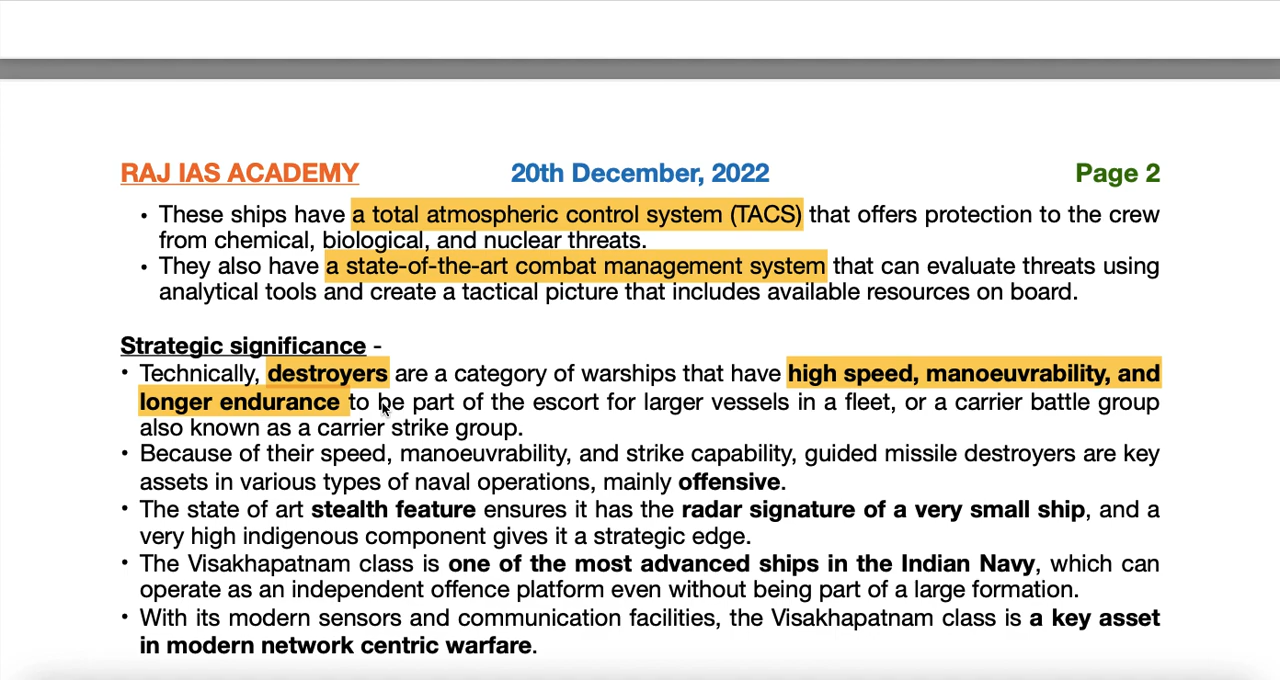 RAJ IAS ACADEMY 20th December, 2022 Page 2
• These ships have a total atmospheric control system (TACS) that offers protection to the crew
from chemical, biological, and nuclear threats.
• They also have a state-of-the-art combat management system that can evaluate threats using
analytical tools and create a tactical picture that includes available resources on board.
Strategic significance -
• Technically, destroyers are a category of warships that have high speed, manoeuvrability, and
longer endurance to be part of the escort for larger vessels in a fleet, or a carrier battle group
also known as a carrier strike group.
• Because of their speed, manoeuvrability, and strike capability, guided missile destroyers are key
assets in various types of naval operations, mainly offensive.
• The state of art stealth feature ensures it has the radar signature of a very small ship, and a
very high indigenous component gives it a strategic edge.
• The Visakhapatnam class is one of the most advanced ships in the Indian Navy, which can
operate as an independent offence platform even without being part of a large formation.
• With its modern sensors and communication facilities, the Visakhapatnam class is a key asset
in modern network centric warfare.